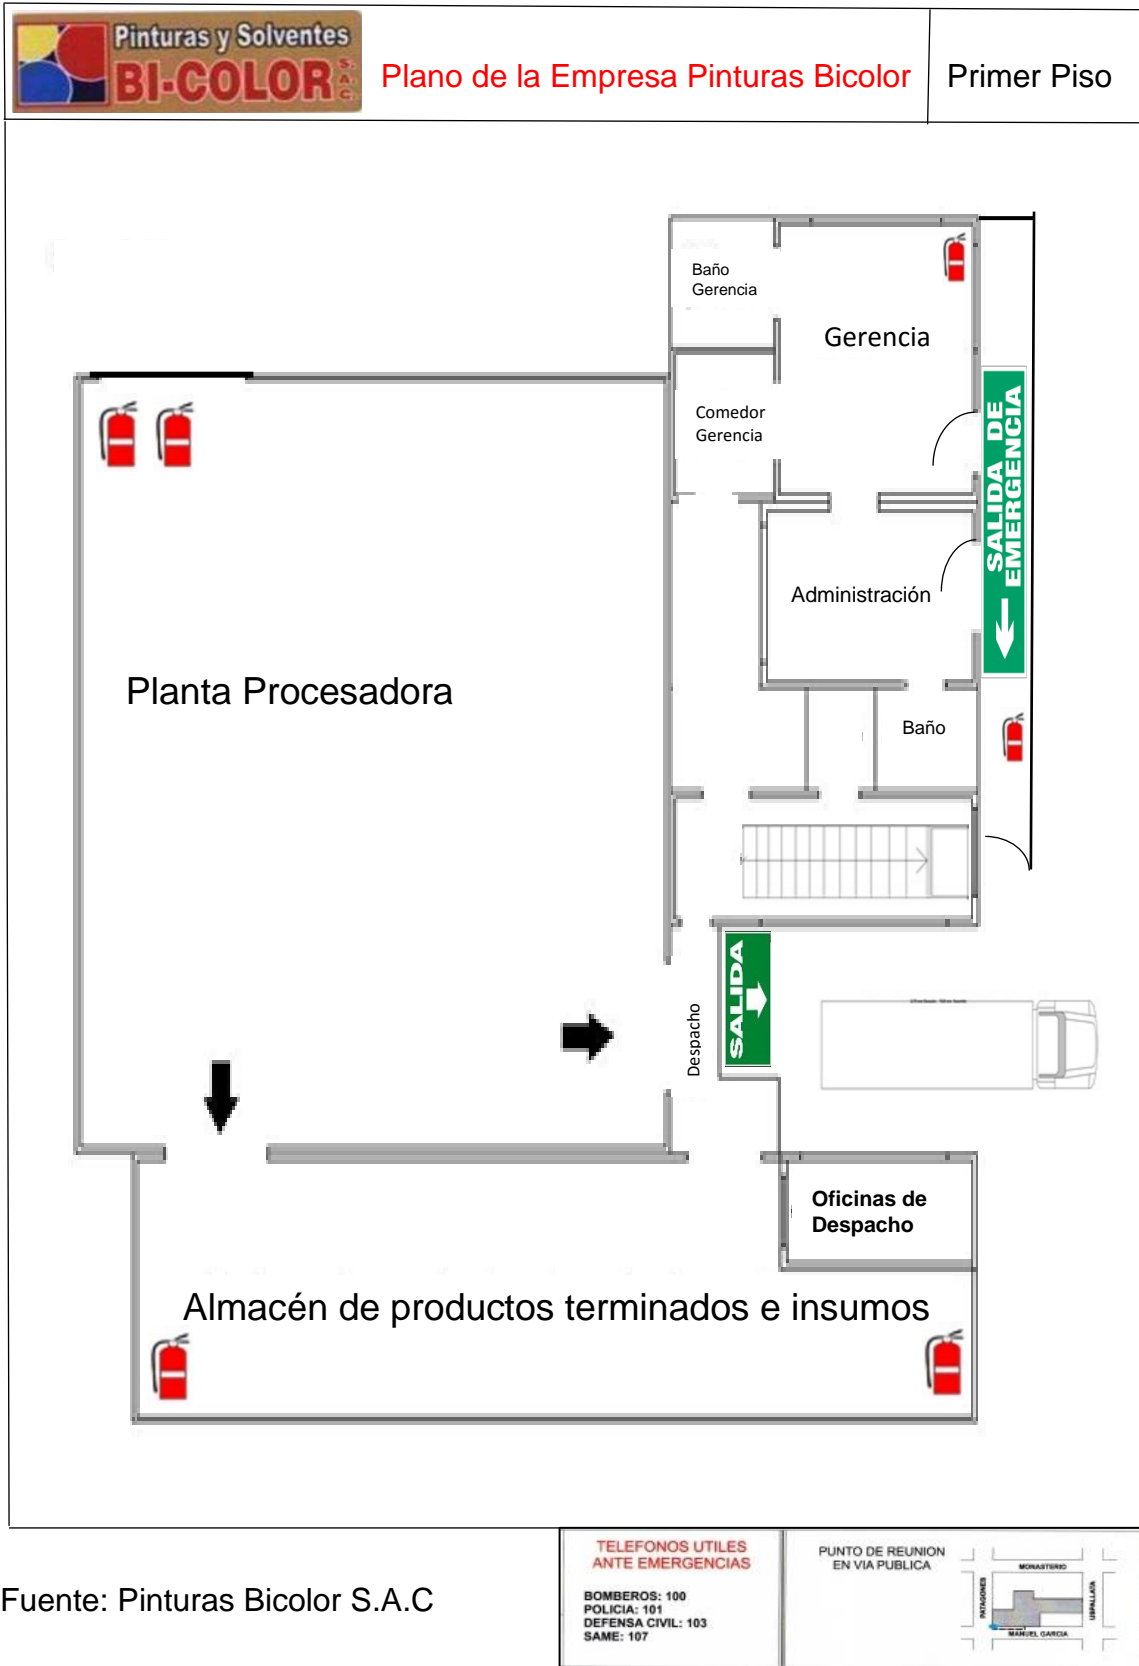 Pinturas y Solventes
BI-COLOR S.A.C.
Plano de la Empresa Pinturas Bicolor
Primer Piso
Baño
Gerencia
Gerencia
Comedor
Gerencia
SALIDA DE
EMERGENCIA
Administración
Planta Procesadora
Baño
SALIDA
Despacho
Oficinas de
Despacho
Almacén de productos terminados e insumos
TELEFONOS UTILES
ANTE EMERGENCIAS
BOMBEROS: 100
POLICIA: 101
DEFENSA CIVIL: 103
SAME: 107
PUNTO DE REUNION
EN VIA PUBLICA
MONASTERIO
PATAGONES
USPALLATA
MANUEL GARCIA
Fuente: Pinturas Bicolor S.A.C